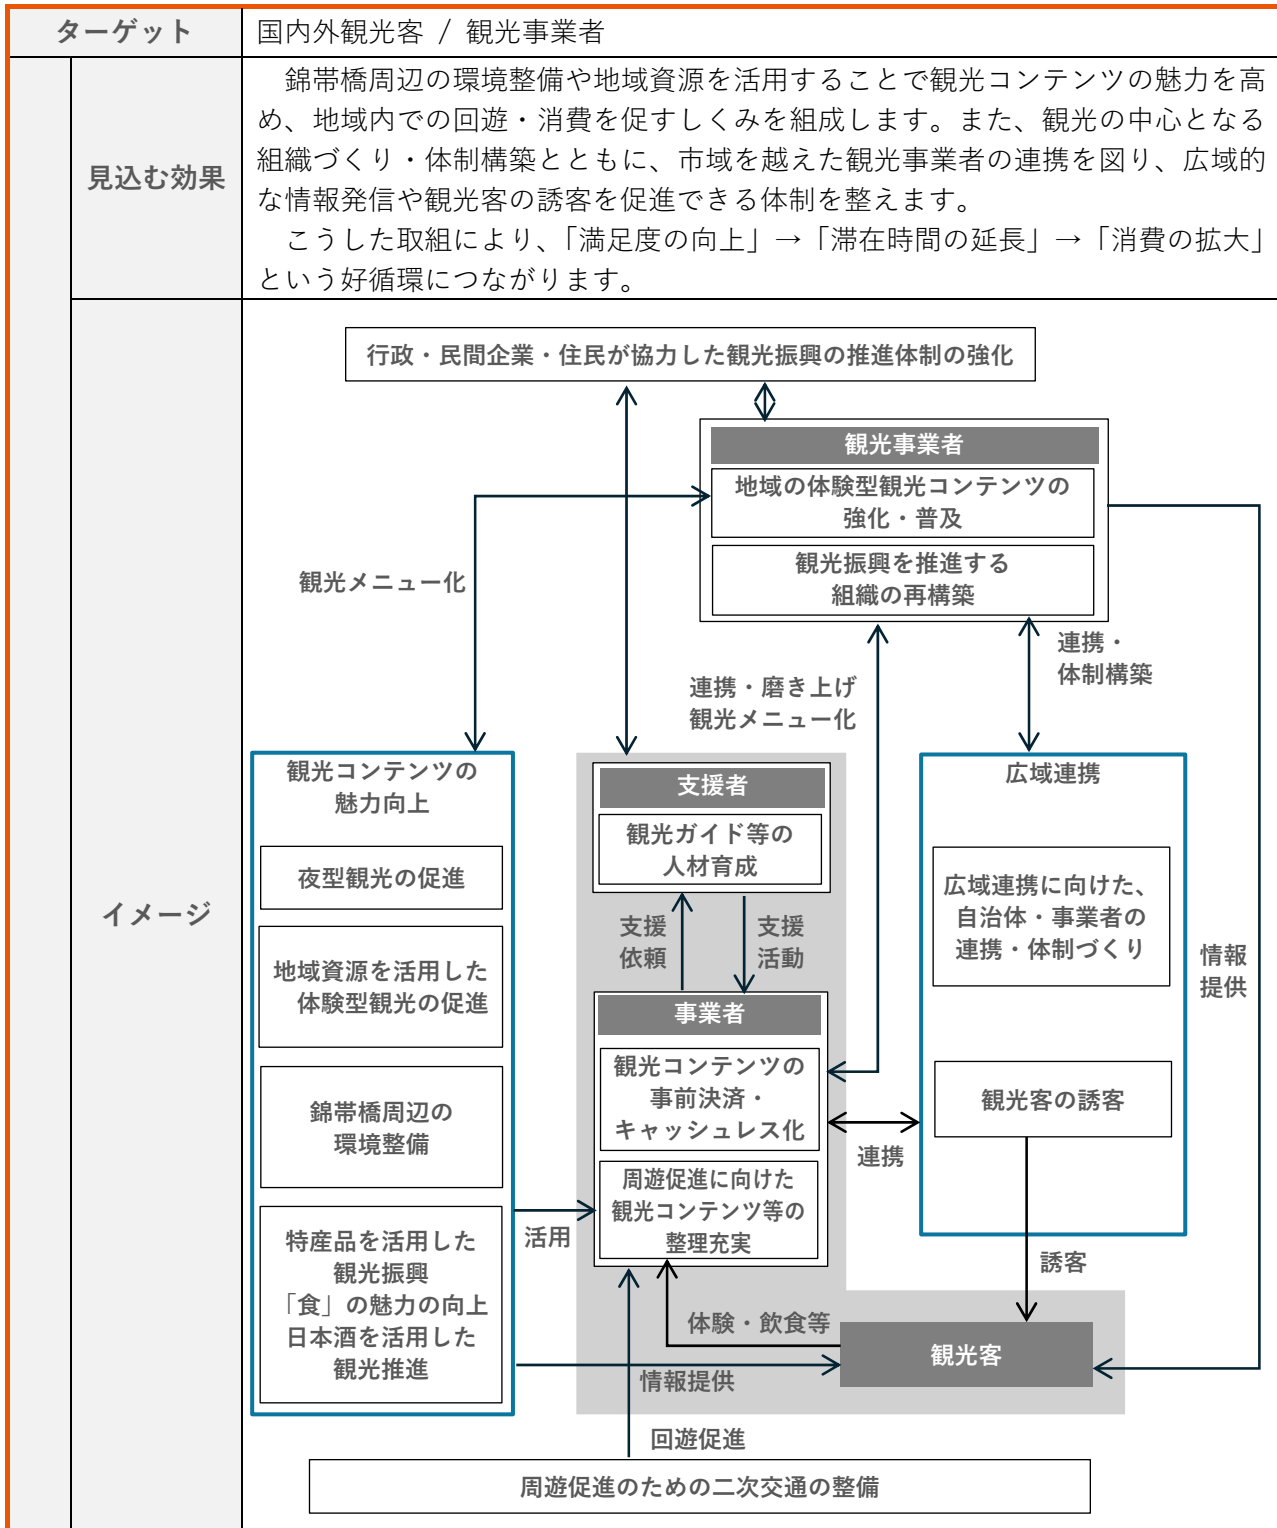 ターゲット
国内外観光客 / 観光事業者
見込む効果
錦帯橋周辺の環境整備や地域資源を活用することで観光コンテンツの魅力を高
め、地域内での回遊・消費を促すしくみを組成します。また、観光の中心となる
組織づくり・体制構築とともに、市域を越えた観光事業者の連携を図り、広域的
な情報発信や観光客の誘客を促進できる体制を整えます。
こうした取組により、「満足度の向上」→「滞在時間の延長」→「消費の拡大」
という好循環につながります。
イメージ
行政・民間企業・住民が協力した観光振興の推進体制の強化
観光事業者
地域の体験型観光コンテンツの
強化・普及
観光振興を推進する
組織の再構築
観光メニュー化
連携・磨き上げ
観光メニュー化
連携・
体制構築
観光コンテンツの
魅力向上
夜型観光の促進
地域資源を活用した
体験型観光の促進
錦帯橋周辺の
環境整備
特産品を活用した
観光振興
「食」の魅力の向上
日本酒を活用した
観光推進
支援者
観光ガイド等の
人材育成
支援
依頼
支援
活動
事業者
観光コンテンツの
事前決済・
キャッシュレス化
周遊促進に向けた
観光コンテンツ等の
整理充実
活用
連携
広域連携
広域連携に向けた、
自治体・事業者の
連携・体制づくり
観光客の誘客
情報
提供
誘客
体験・飲食等
観光客
情報提供
回遊促進
周遊促進のための二次交通の整備